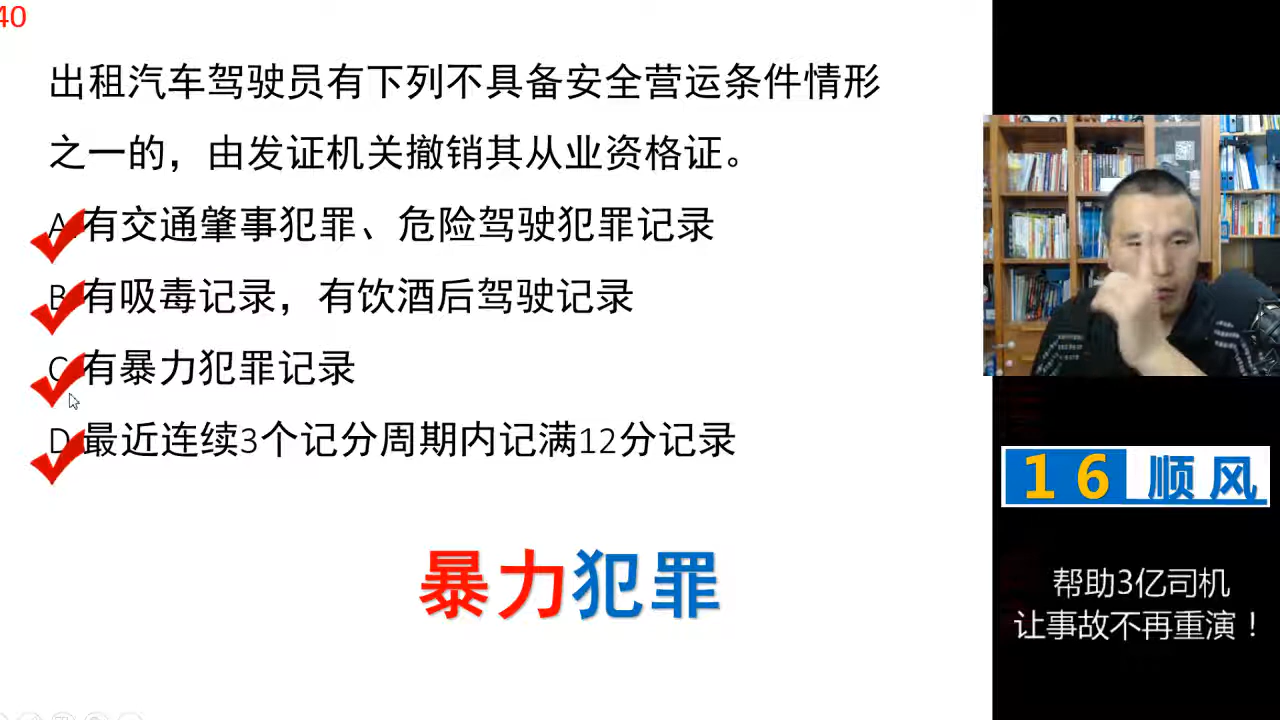 40
出租汽车驾驶员有下列不具备安全营运条件情形
之一的，由发证机关撤销其从业资格证。
A.有交通肇事犯罪、危险驾驶犯罪记录
B.有吸毒记录，有饮酒后驾驶记录
C.有暴力犯罪记录
D.最近连续3个记分周期内记满12分记录
暴力犯罪
16顺风
帮助3亿司机
让事故不再重演！